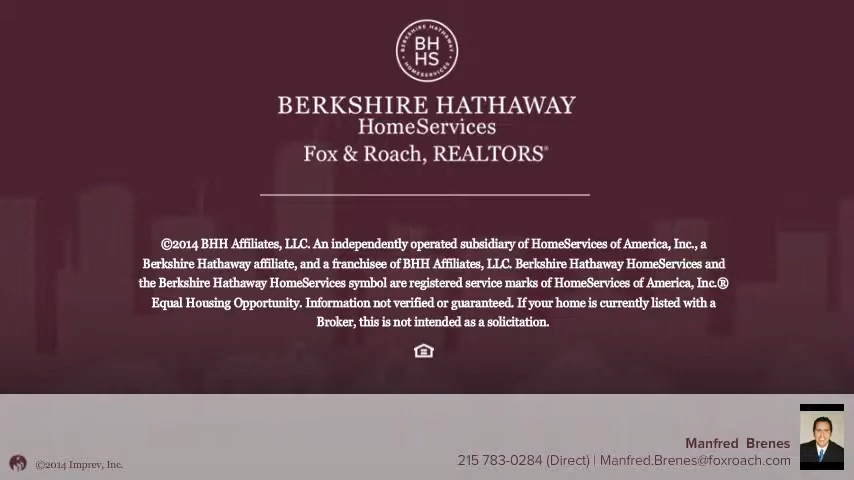 BERKSHIRE HATHAWAY
HOMESERVICES
BH
HS
BERKSHIRE HATHAWAY
HomeServices
Fox & Roach, REALTORS®
©2014 BHH Affiliates, LLC. An independently operated subsidiary of HomeServices of America, Inc., a
Berkshire Hathaway affiliate, and a franchisee of BHH Affiliates, LLC. Berkshire Hathaway HomeServices and
the Berkshire Hathaway HomeServices symbol are registered service marks of HomeServices of America, Inc.®
Equal Housing Opportunity. Information not verified or guaranteed. If your home is currently listed with a
Broker, this is not intended as a solicitation.
Manfred Brenes
215 783-0284 (Direct) | Manfred.Brenes@foxroach.com
©2014 Imprev, Inc.